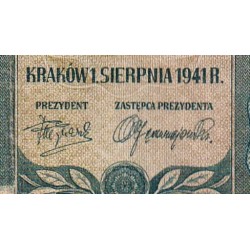 KRAKÓW 1. SIERPNIA 1941 R.
PREZYDENT ZASTĘPCA PREZYDENTA